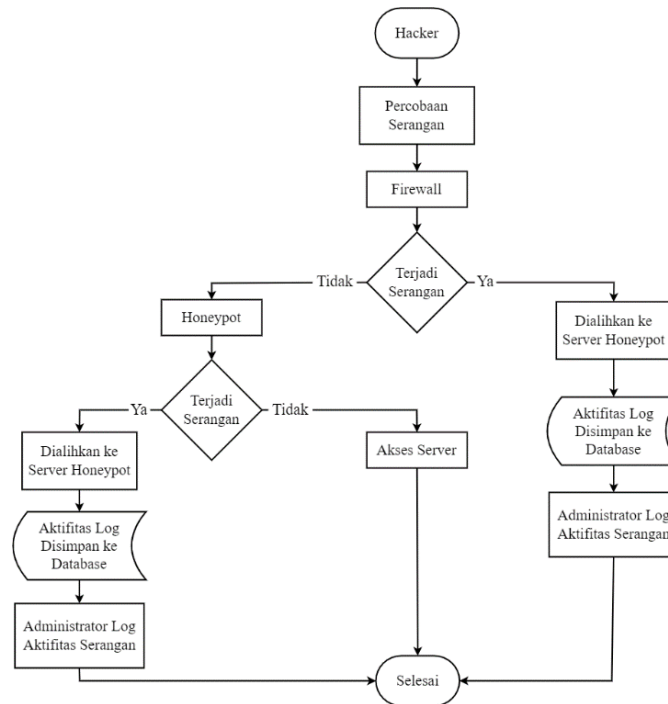 Hacker
Percobaan
Serangan
Firewall
Terjadi
Serangan
Tidak
Ya
Honeypot
Dialihkan ke
Server Honeypot
Terjadi
Serangan
Ya
Tidak
Aktifitas Log
Disimpan ke
Database
Dialihkan ke
Server Honeypot
Akses Server
Administrator Log
Aktifitas Serangan
Aktifitas Log
Disimpan ke
Database
Administrator Log
Aktifitas Serangan
Selesai